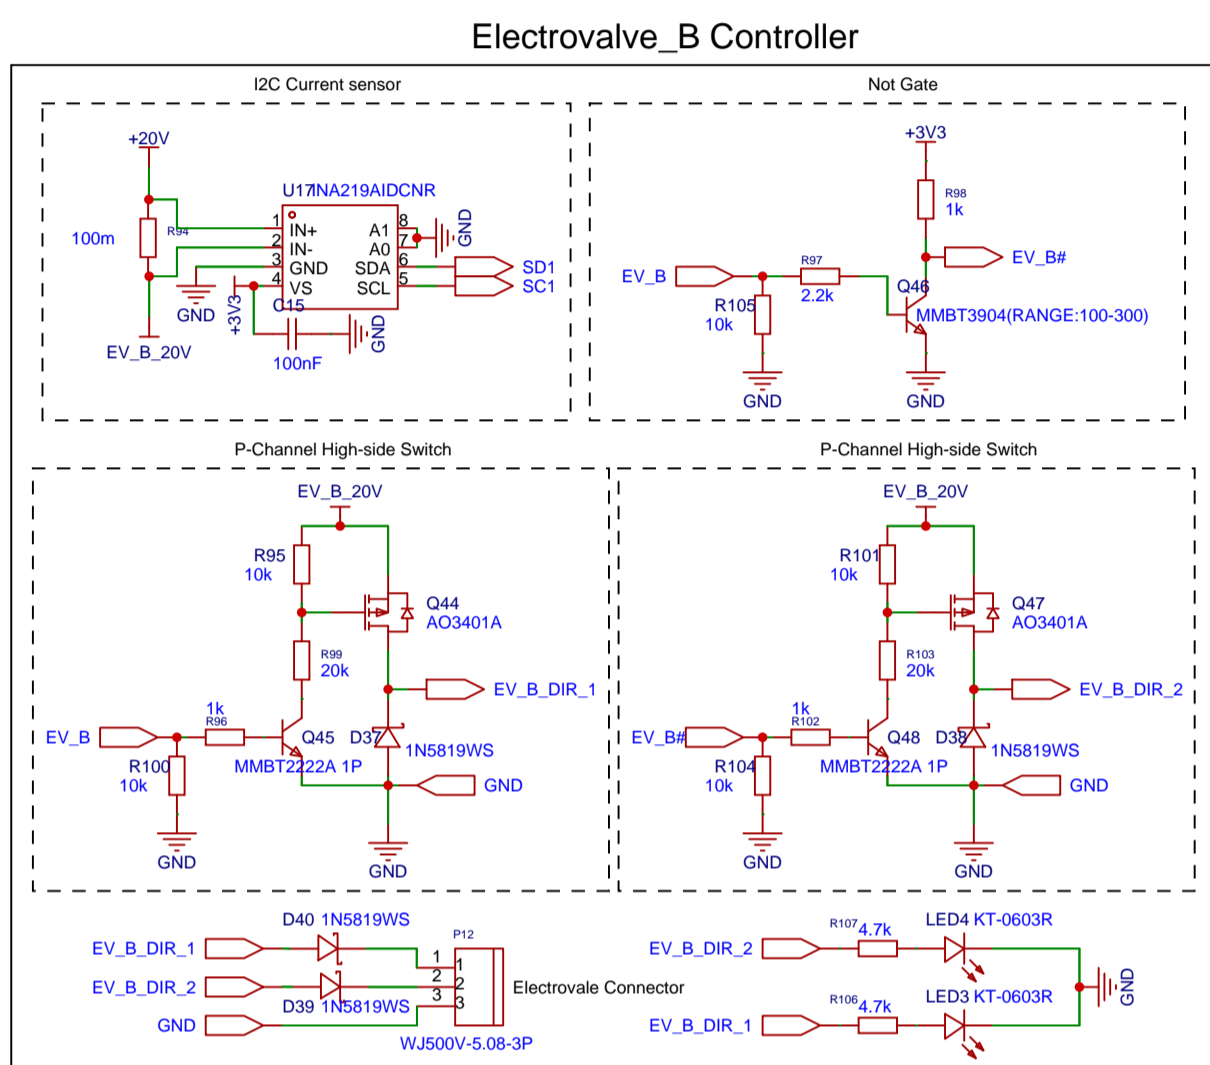 Electrovalve_B Controller
I2C Current sensor
+20V
100m
R94
EV_B_20V
U17 INA219AIDCNR
1 IN+
2 IN-
3 GND
4 VS
A1 8
A0 7
SDA 6
SCL 5
GND
SD1
SC1
GND
+3V3
C15
100nF
GND
Not Gate
+3V3
R98
1k
EV_B#
EV_B
R97
2.2k
R105
10k
Q46
MMBT3904(RANGE:100-300)
GND
GND
P-Channel High-side Switch
EV_B_20V
R95
10k
Q44
AO3401A
R99
20k
EV_B_DIR_1
EV_B
1k
R96
Q45
MMBT2222A 1P
D37
1N5819WS
R100
10k
GND
GND
GND
P-Channel High-side Switch
EV_B_20V
R101
10k
Q47
AO3401A
R103
20k
EV_B_DIR_2
EV_B#
1k
R102
Q48
MMBT2222A 1P
D38
1N5819WS
R104
10k
GND
GND
GND
D40 1N5819WS
EV_B_DIR_1
EV_B_DIR_2
D39 1N5819WS
GND
P12
1 1
2 2
3 3
Electrovale Connector
WJ500V-5.08-3P
EV_B_DIR_2
R107
4.7k
LED4 KT-0603R
EV_B_DIR_1
R106
4.7k
LED3 KT-0603R
GND